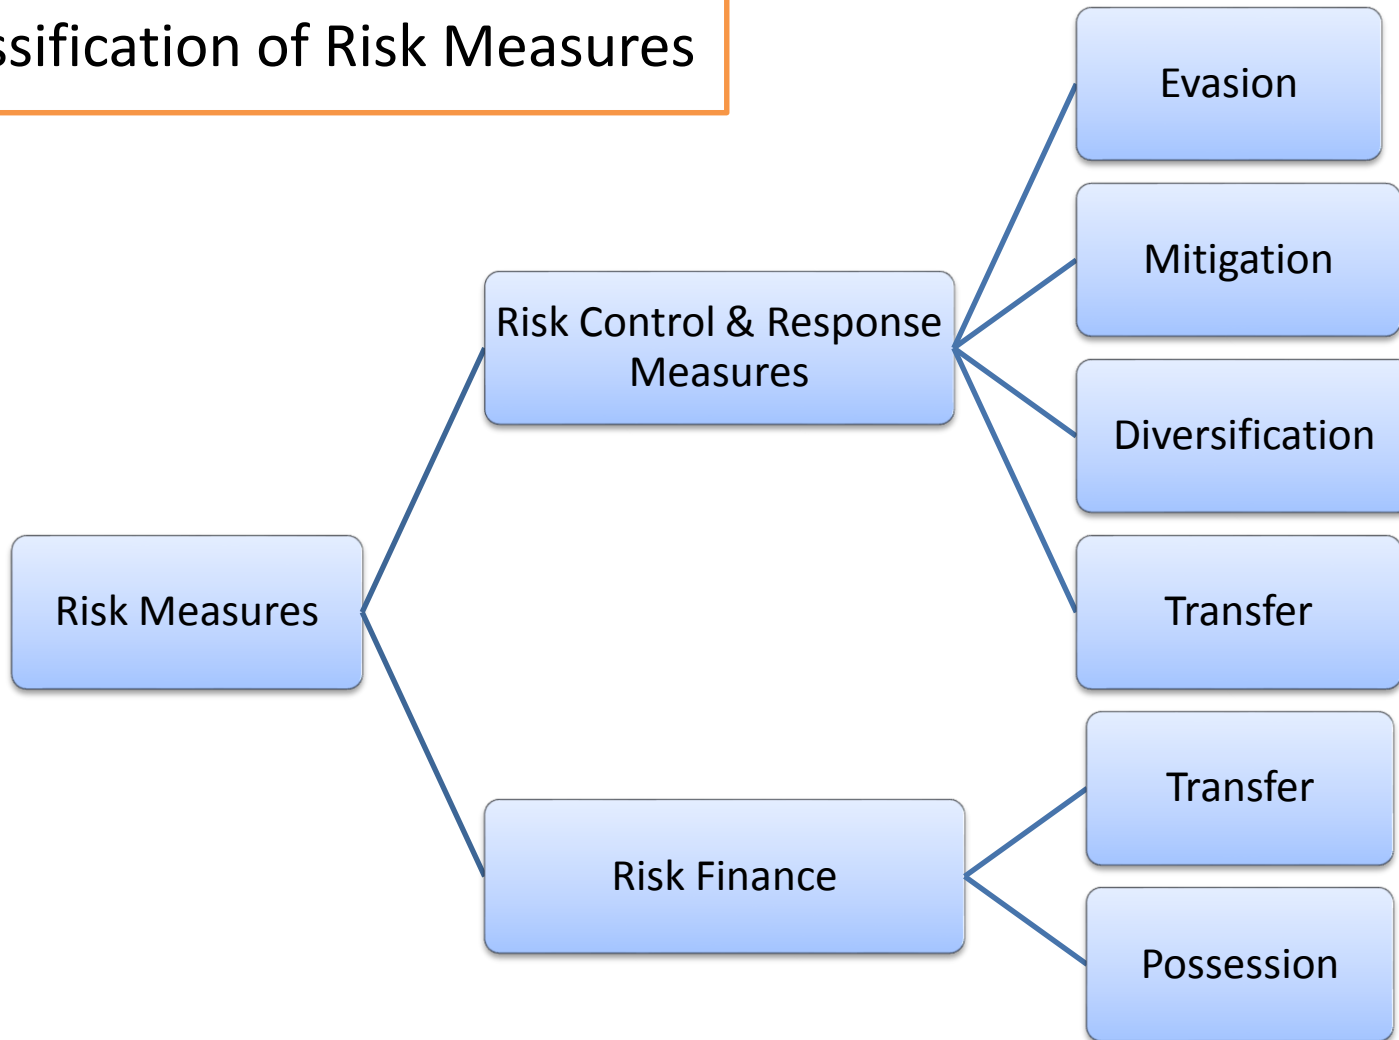 ssification of Risk Measures
Evasion
Mitigation
Risk Control & Response
Measures
Diversification
Risk Measures
Transfer
Transfer
Risk Finance
Possession